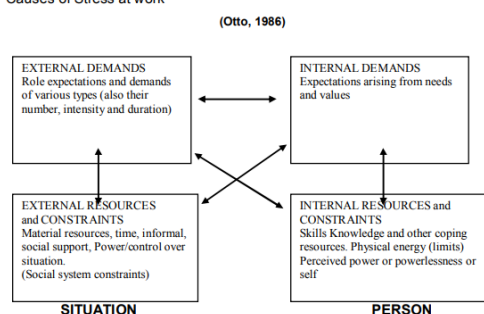 Causes of Stress at work
(Otto, 1986)
EXTERNAL DEMANDS
Role expectations and demands
of various types (also their
number, intensity and duration)
INTERNAL DEMANDS
Expectations arising from needs
and values
EXTERNAL RESOURCES
and CONSTRAINTS
Material resources, time, informal,
social support, Power/control over
situation.
(Social system constraints)
INTERNAL RESOURCES and
CONSTRAINTS
Skills Knowledge and other coping
resources. Physical energy (limits)
Perceived power or powerlessness or
self
SITUATION
PERSON